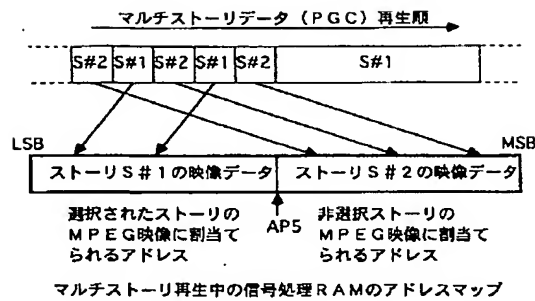 マルチストーリデータ（PGC）再生順
S#2 S#1 S#2 S#1 S#2 S#1
LSB MSB
ストーリS#1の映像データ ストーリS#2の映像データ
AP5
選択されたストーリの
MPEG映像に割当て
られるアドレス
非選択ストーリの
MPEG映像に割当て
られるアドレス
マルチストーリ再生中の信号処理RAMのアドレスマップ